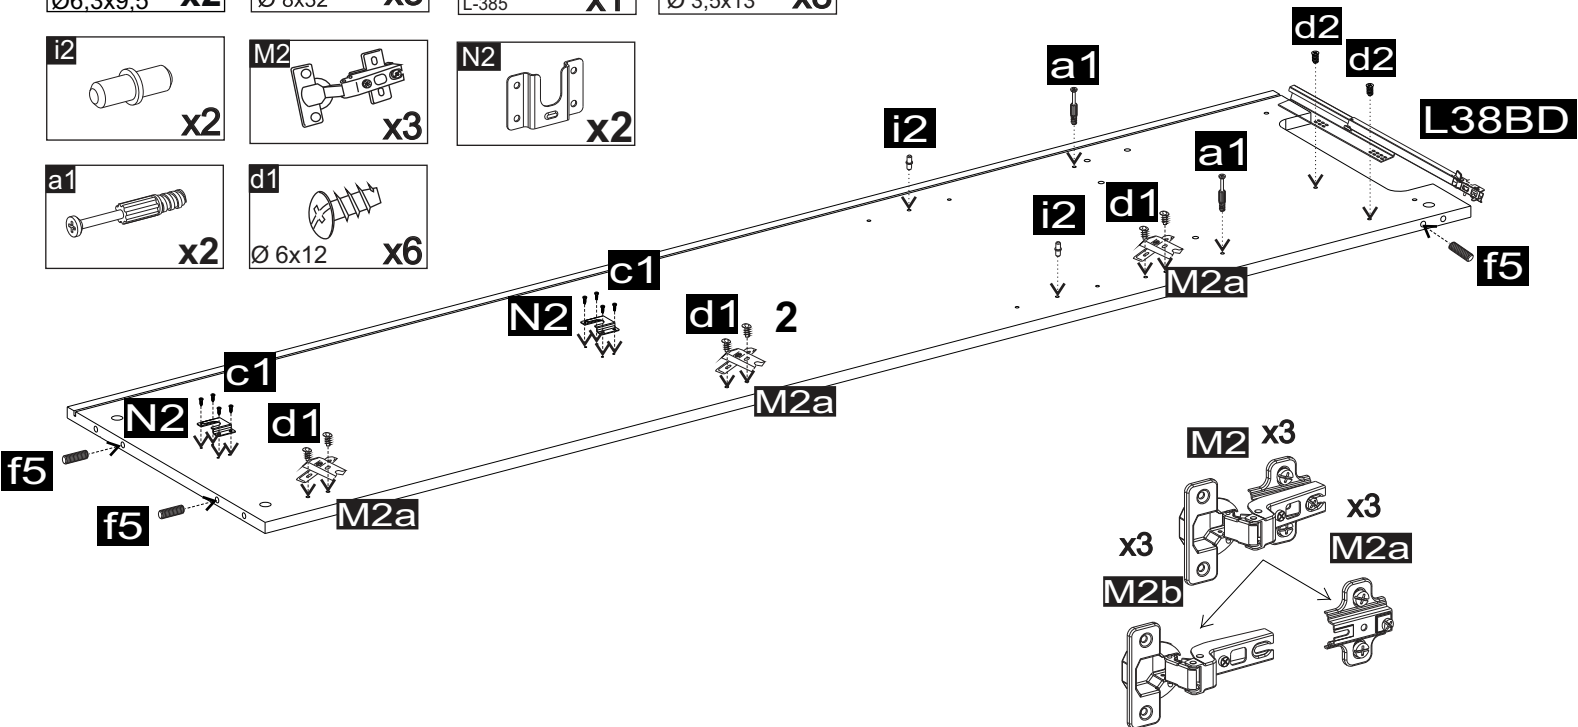 Ø6,3x9,5 x2
Ø 8x32
L-385 x1
Ø 3,5x13
i2 x2
M2 x3
N2 x2
a1 x2
d1 Ø 6x12 x6
d2
d2
L38BD
a1
i2
a1
i2
d1
M2a
f5
c1
N2
d1 2
M2a
c1
N2
d1
M2a
f5
f5
M2 x3
x3
M2a
x3
M2b